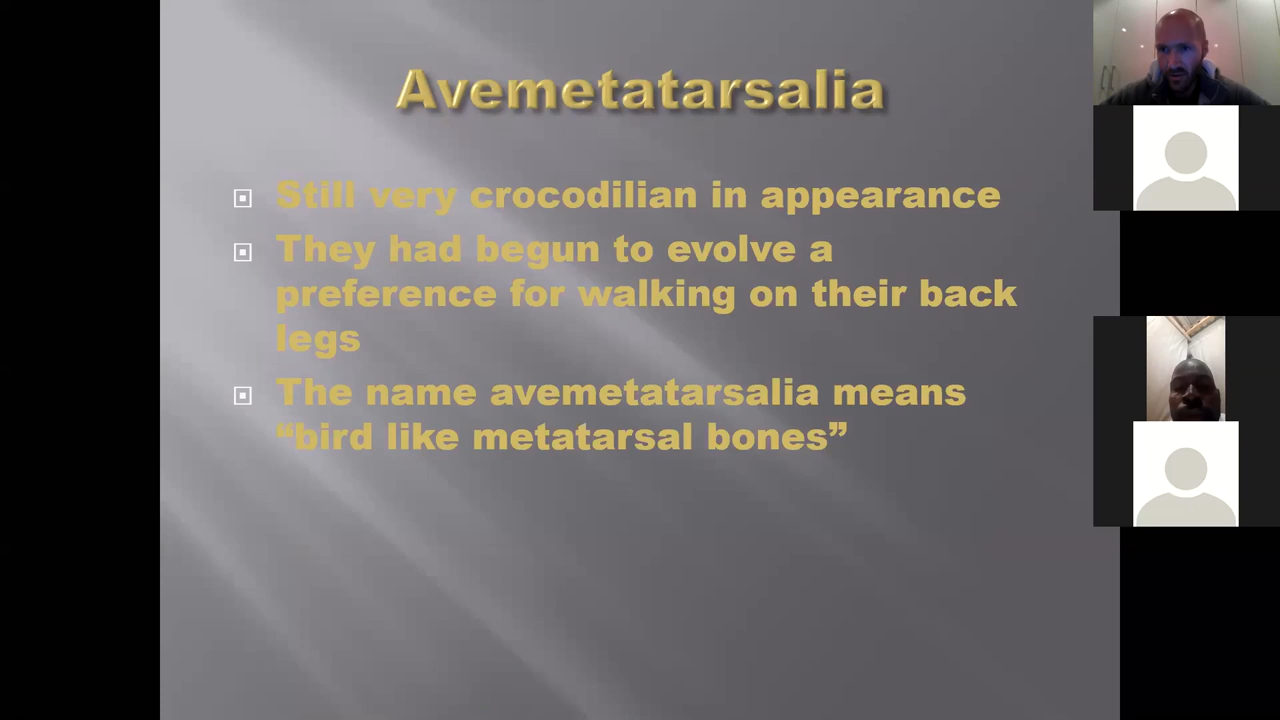 Avemetatarsalia
Still very crocodilian in appearance
They had begun to evolve a
preference for walking on their back
legs
The name avemetatarsalia means
“bird like metatarsal bones”